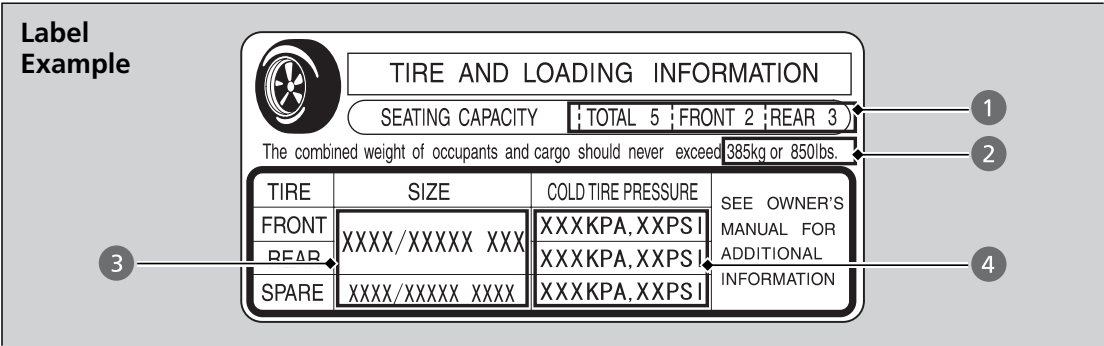 Label
Example
TIRE AND LOADING INFORMATION
SEATING CAPACITY TOTAL 5 FRONT 2 REAR 3
1
The combined weight of occupants and cargo should never exceed 385kg or 850lbs.
2
TIRE SIZE COLD TIRE PRESSURE
SEE OWNER'S
MANUAL FOR
ADDITIONAL
INFORMATION
FRONT XXXX/XXXXX XXX XXXKPA,XXPSI
REAR XXXKPA,XXPSI
3
4
SPARE XXXX/XXXXX XXXX XXXKPA,XXPSI